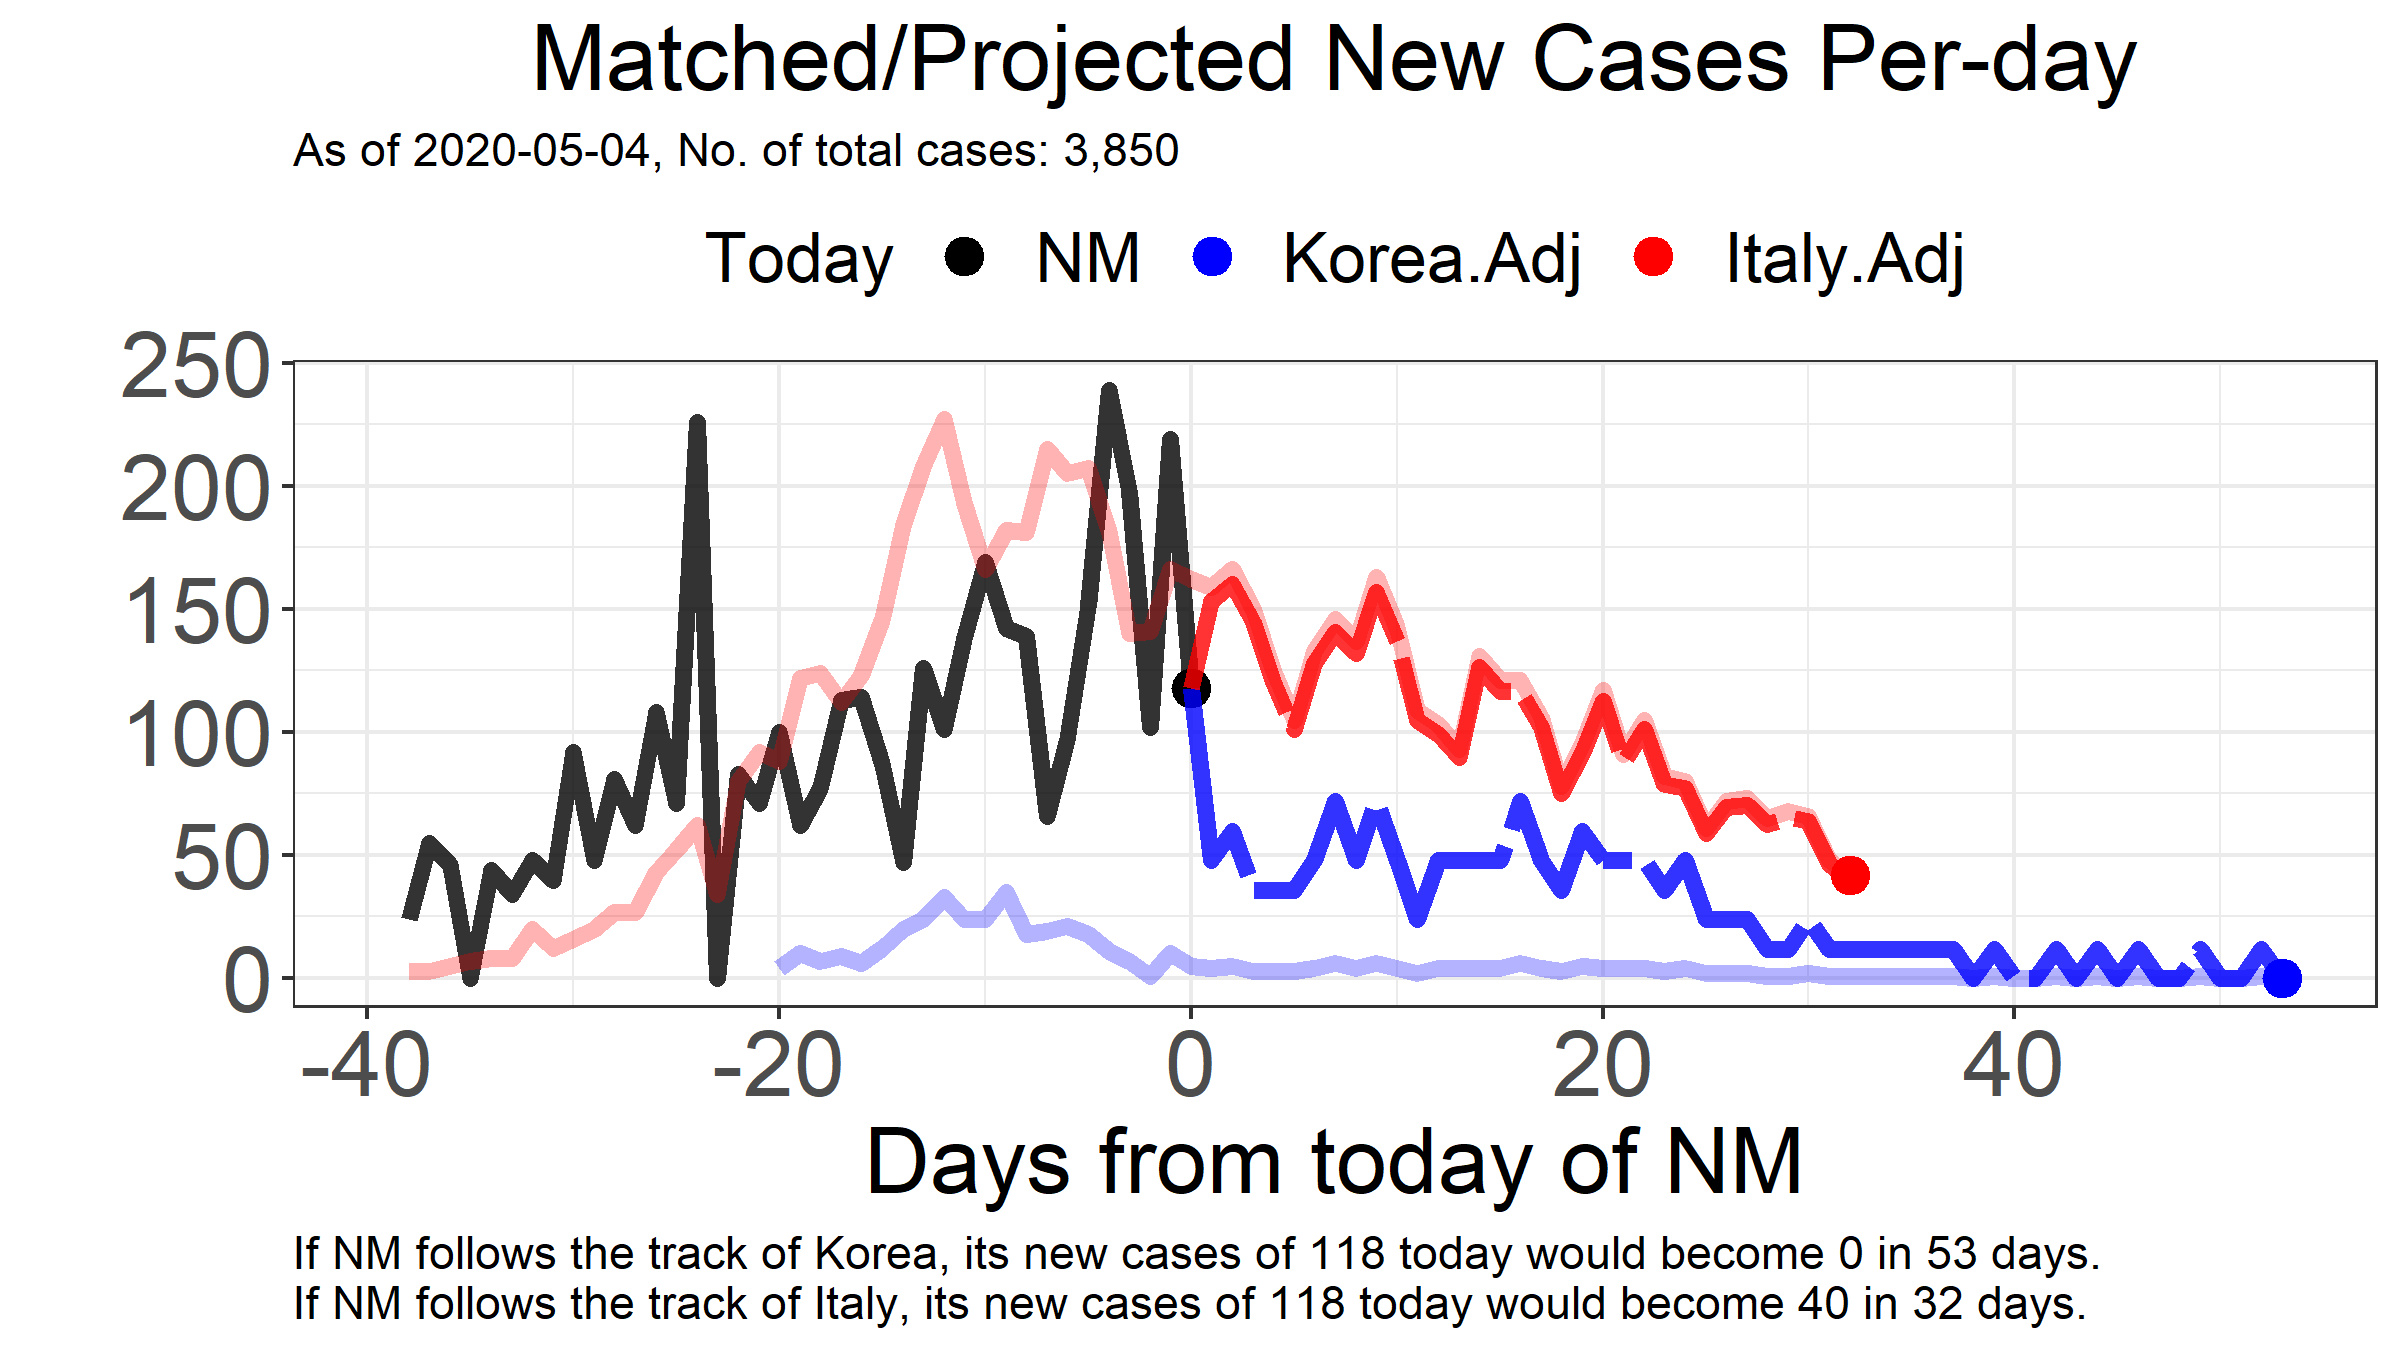 Matched/Projected New Cases Per-day
As of 2020-05-04, No. of total cases: 3,850
Today NM Korea.Adj Italy.Adj
250
200
150
100
50
0
-40 -20 0 20 40
Days from today of NM
If NM follows the track of Korea, its new cases of 118 today would become 0 in 53 days.
If NM follows the track of Italy, its new cases of 118 today would become 40 in 32 days.